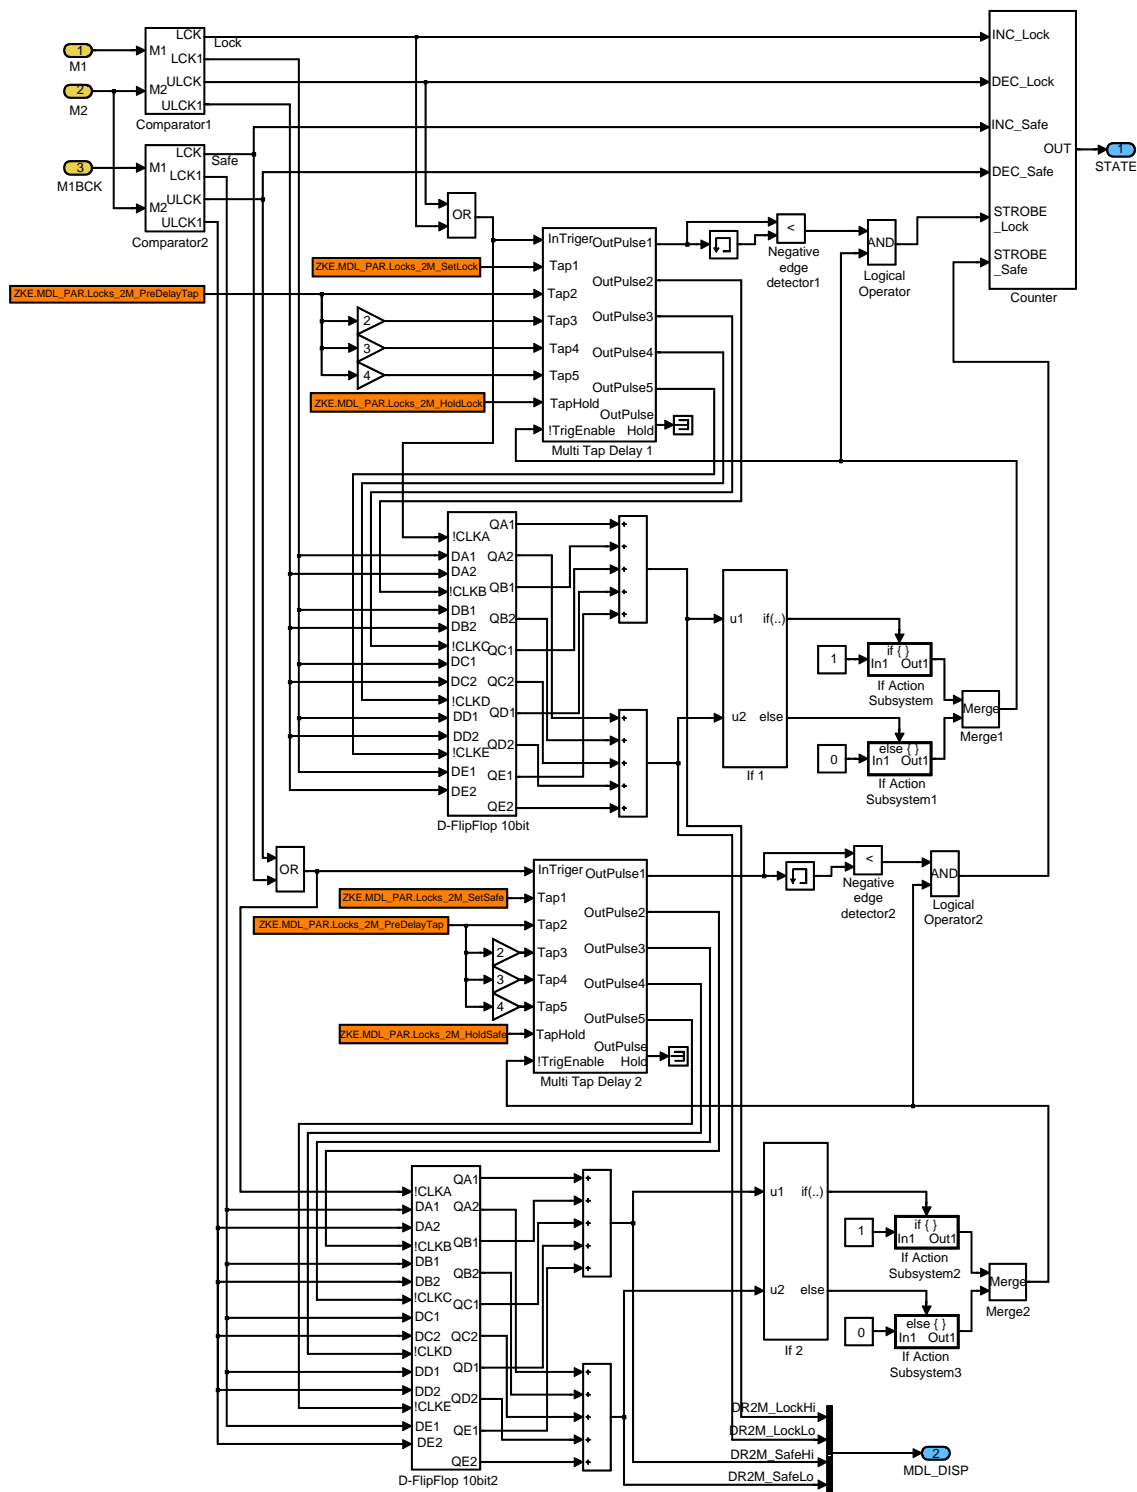 1
M1
2
M2
3
M1BCK
M1
M2
LCK
LCK1
ULCK
ULCK1
Comparator1
Lock
M1
M2
LCK
LCK1
ULCK
ULCK1
Comparator2
Safe
INC_Lock
DEC_Lock
INC_Safe
DEC_Safe
STROBE
_Lock
STROBE
_Safe
OUT
Counter
1
STATE
OR
ZKE.MDL_PAR.Locks_2M_SetLock
ZKE.MDL_PAR.Locks_2M_PreDelayTap
2
3
4
ZKE.MDL_PAR.Locks_2M_HoldLock
InTriger
Tap1
Tap2
Tap3
Tap4
Tap5
TapHold
!TrigEnable
OutPulse1
OutPulse2
OutPulse3
OutPulse4
OutPulse5
OutPulse
Hold
Multi Tap Delay 1
<
Negative
edge
detector1
AND
Logical
Operator
!CLKA
DA1
DA2
!CLKB
DB1
DB2
!CLKC
DC1
DC2
!CLKD
DD1
DD2
!CLKE
DE1
DE2
QA1
QA2
QB1
QB2
QC1
QC2
QD1
QD2
QE1
QE2
D-FlipFlop 10bit
+
+
+
+
+
+
+
+
+
+
u1
u2
if(..)
else
If 1
1
if { }
In1 Out1
If Action
Subsystem
0
else { }
In1 Out1
If Action
Subsystem1
Merge
Merge1
OR
ZKE.MDL_PAR.Locks_2M_SetSafe
ZKE.MDL_PAR.Locks_2M_PreDelayTap
2
3
4
ZKE.MDL_PAR.Locks_2M_HoldSafe
InTriger
Tap1
Tap2
Tap3
Tap4
Tap5
TapHold
!TrigEnable
OutPulse1
OutPulse2
OutPulse3
OutPulse4
OutPulse5
OutPulse
Hold
Multi Tap Delay 2
<
Negative
edge
detector2
AND
Logical
Operator2
!CLKA
DA1
DA2
!CLKB
DB1
DB2
!CLKC
DC1
DC2
!CLKD
DD1
DD2
!CLKE
DE1
DE2
QA1
QA2
QB1
QB2
QC1
QC2
QD1
QD2
QE1
QE2
D-FlipFlop 10bit2
+
+
+
+
+
+
+
+
+
+
u1
u2
if(..)
else
If 2
1
if { }
In1 Out1
If Action
Subsystem2
0
else { }
In1 Out1
If Action
Subsystem3
Merge
Merge2
DR2M_LockHi
DR2M_LockLo
DR2M_SafeHi
DR2M_SafeLo
2
MDL_DISP